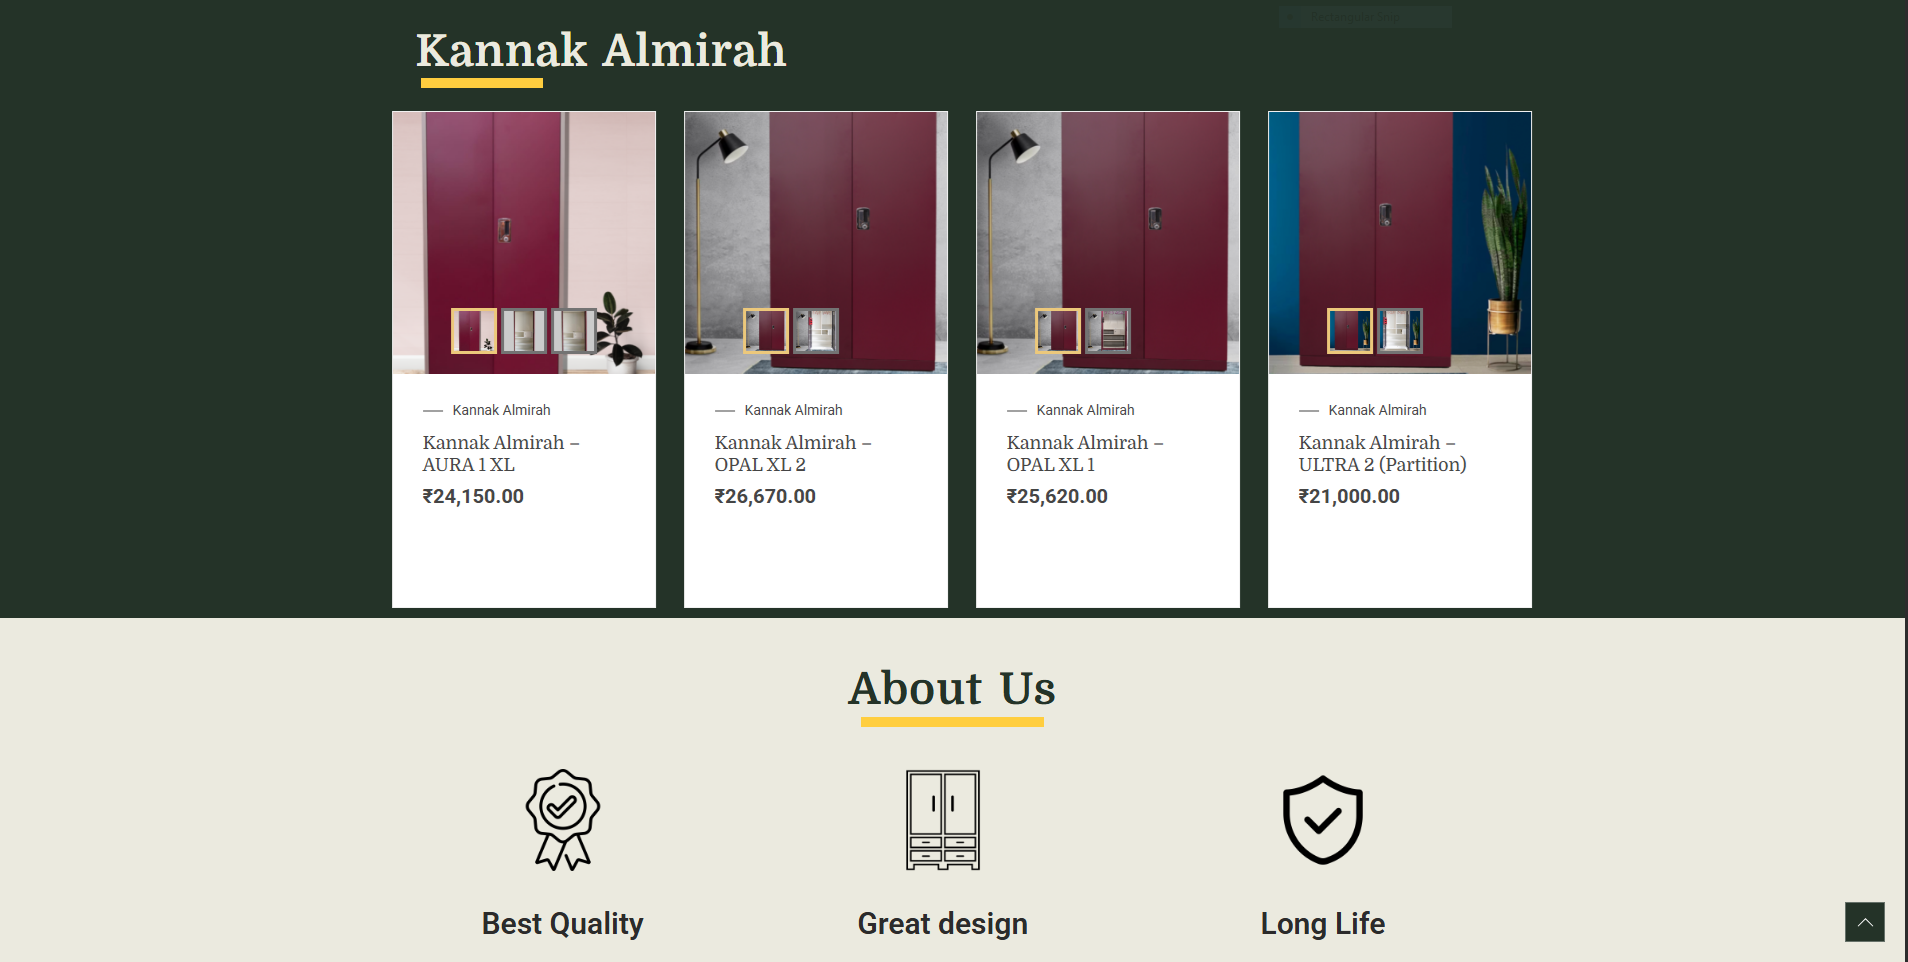 Kannak Almirah
Kannak Almirah
Kannak Almirah –
AURA 1 XL
₹24,150.00
Kannak Almirah
Kannak Almirah –
OPAL XL 2
₹26,670.00
Kannak Almirah
Kannak Almirah –
OPAL XL 1
₹25,620.00
Kannak Almirah
Kannak Almirah –
ULTRA 2 (Partition)
₹21,000.00
About Us
Best Quality
Great design
Long Life